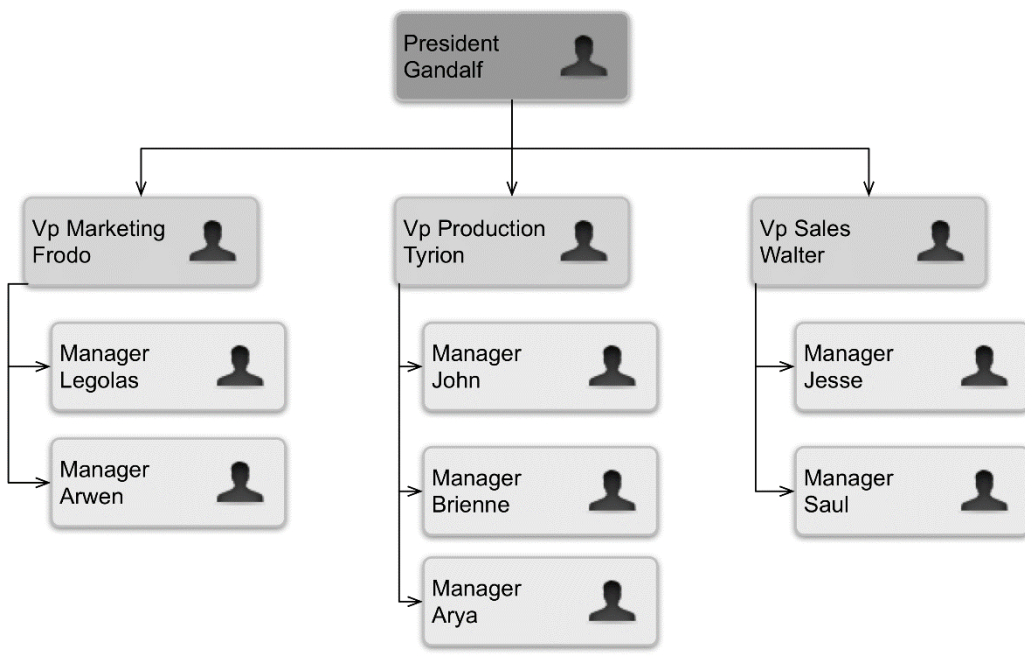 President
Gandalf
Vp Marketing
Frodo
Vp Production
Tyrion
Vp Sales
Walter
Manager
Legolas
Manager
Arwen
Manager
John
Manager
Brienne
Manager
Arya
Manager
Jesse
Manager
Saul